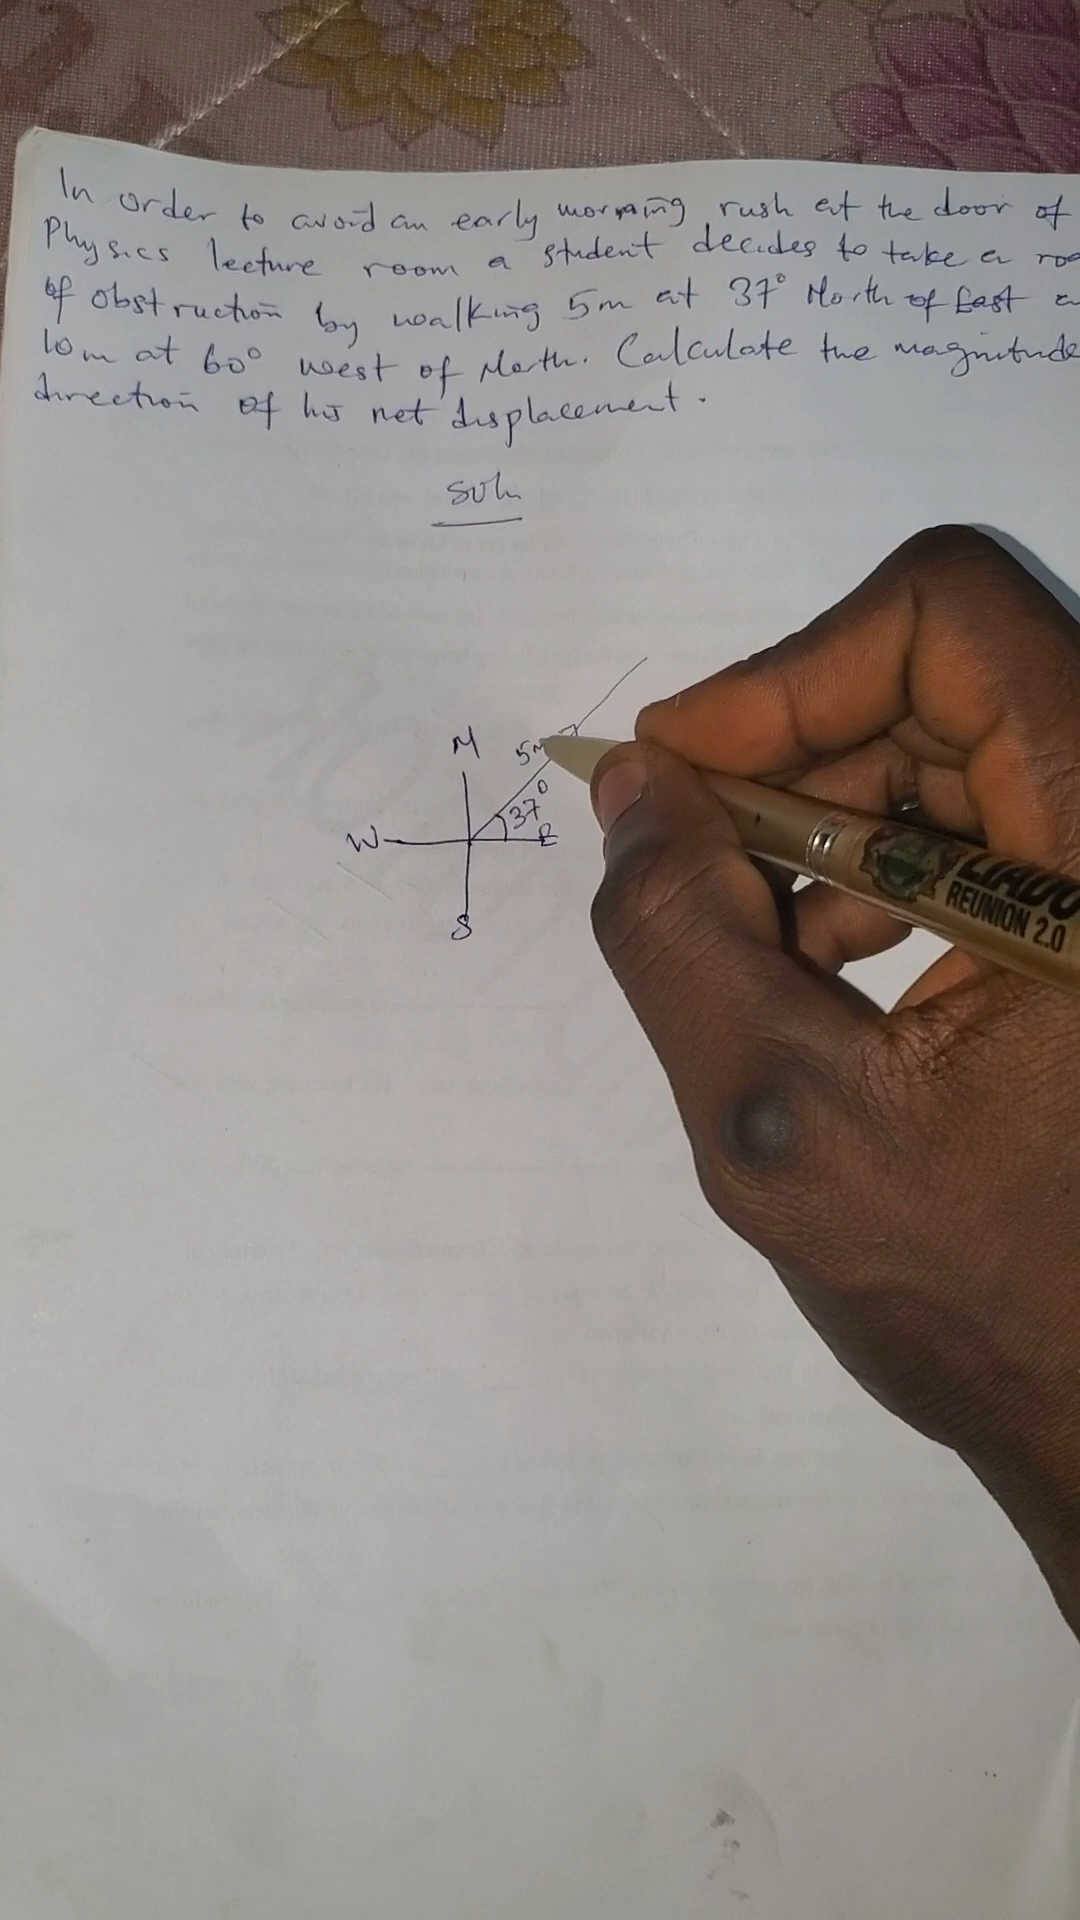 In order to avoid an early morning rush at the door of
Physics lecture room a student decides to take a
of obstruction by walking 5m at 37° North of East
10m at 60° west of North. Calculate the magnitude
direction of his net displacement.
Soln
N
5m
37°
W
E
S
LIADO
REUNION 2.0